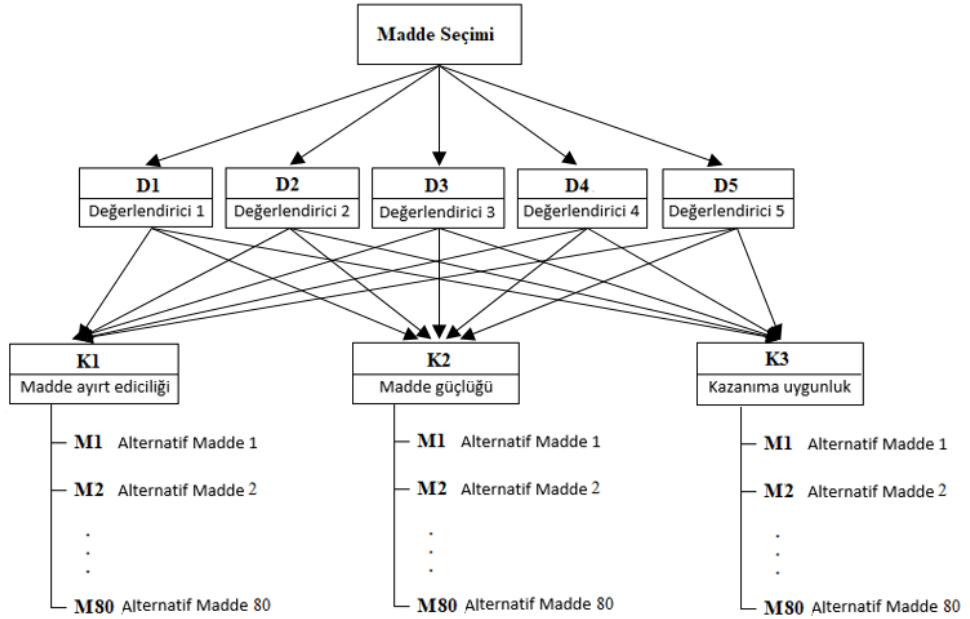 Madde Seçimi
D1
Değerlendirici 1
D2
Değerlendirici 2
D3
Değerlendirici 3
D4
Değerlendirici 4
D5
Değerlendirici 5
K1
Madde ayırt ediciliği
M1 Alternatif Madde 1
M2 Alternatif Madde 2
.
.
.
M80 Alternatif Madde 80
K2
Madde güçlüğü
M1 Alternatif Madde 1
M2 Alternatif Madde 2
.
.
.
M80 Alternatif Madde 80
K3
Kazanıma uygunluk
M1 Alternatif Madde 1
M2 Alternatif Madde 2
.
.
.
M80 Alternatif Madde 80